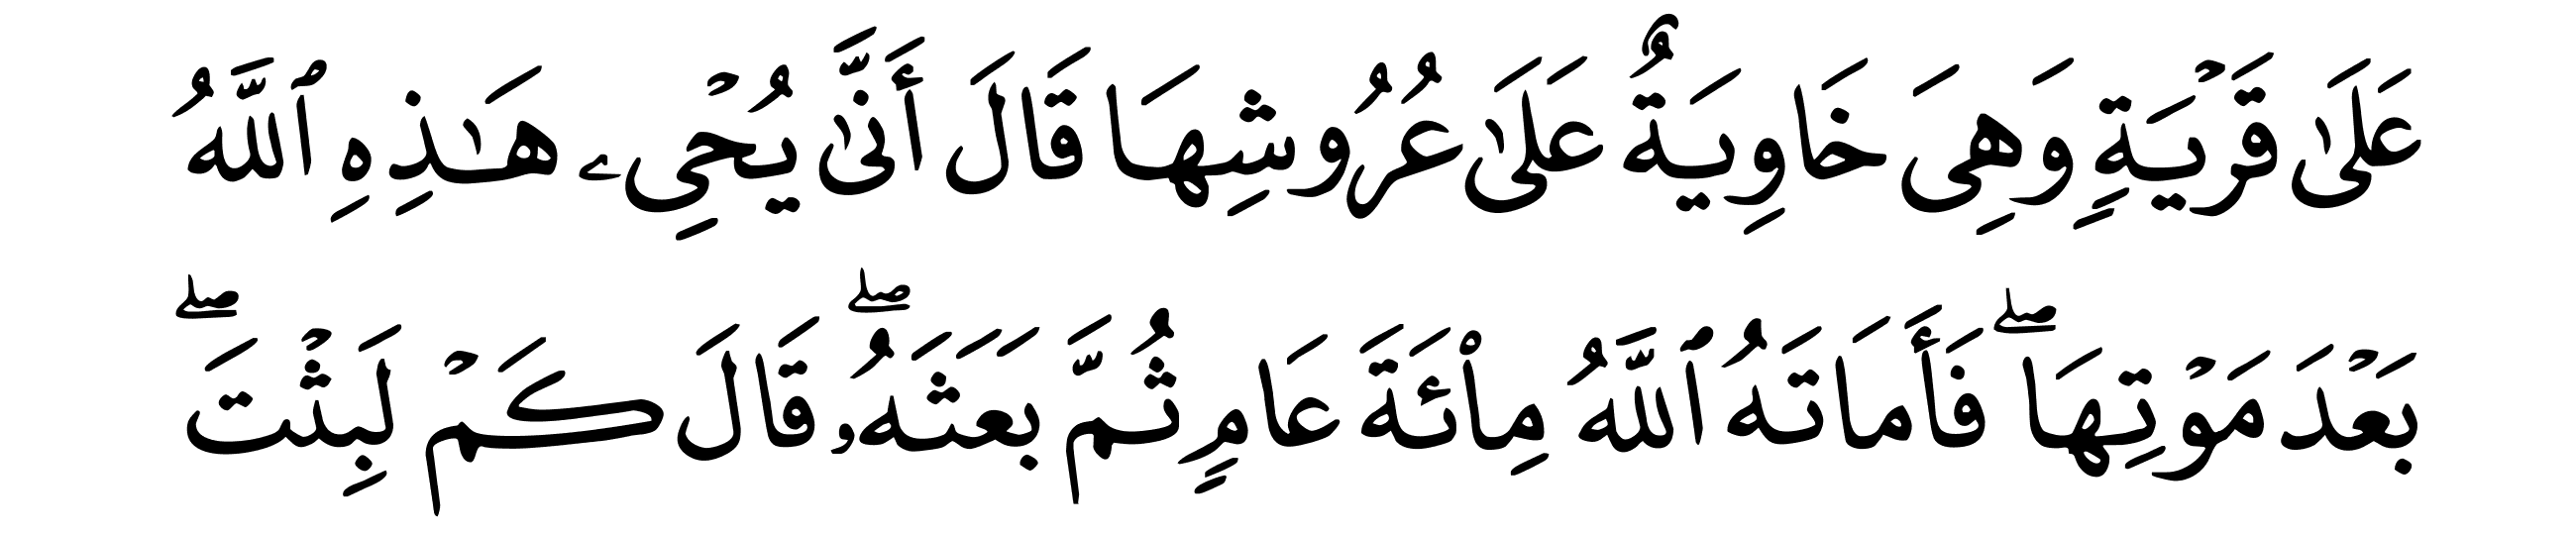 عَلَىٰ قَرۡيَةٖ وَهِيَ خَاوِيَةٌ عَلَىٰ عُرُوشِهَا قَالَ أَنَّىٰ يُحۡيِۦ هَٰذِهِ ٱللَّهُ
بَعۡدَ مَوۡتِهَاۖ فَأَمَاتَهُ ٱللَّهُ مِاْئَةَ عَامٖ ثُمَّ بَعَثَهُۥۖ قَالَ كَمۡ لَبِثۡتَۖ